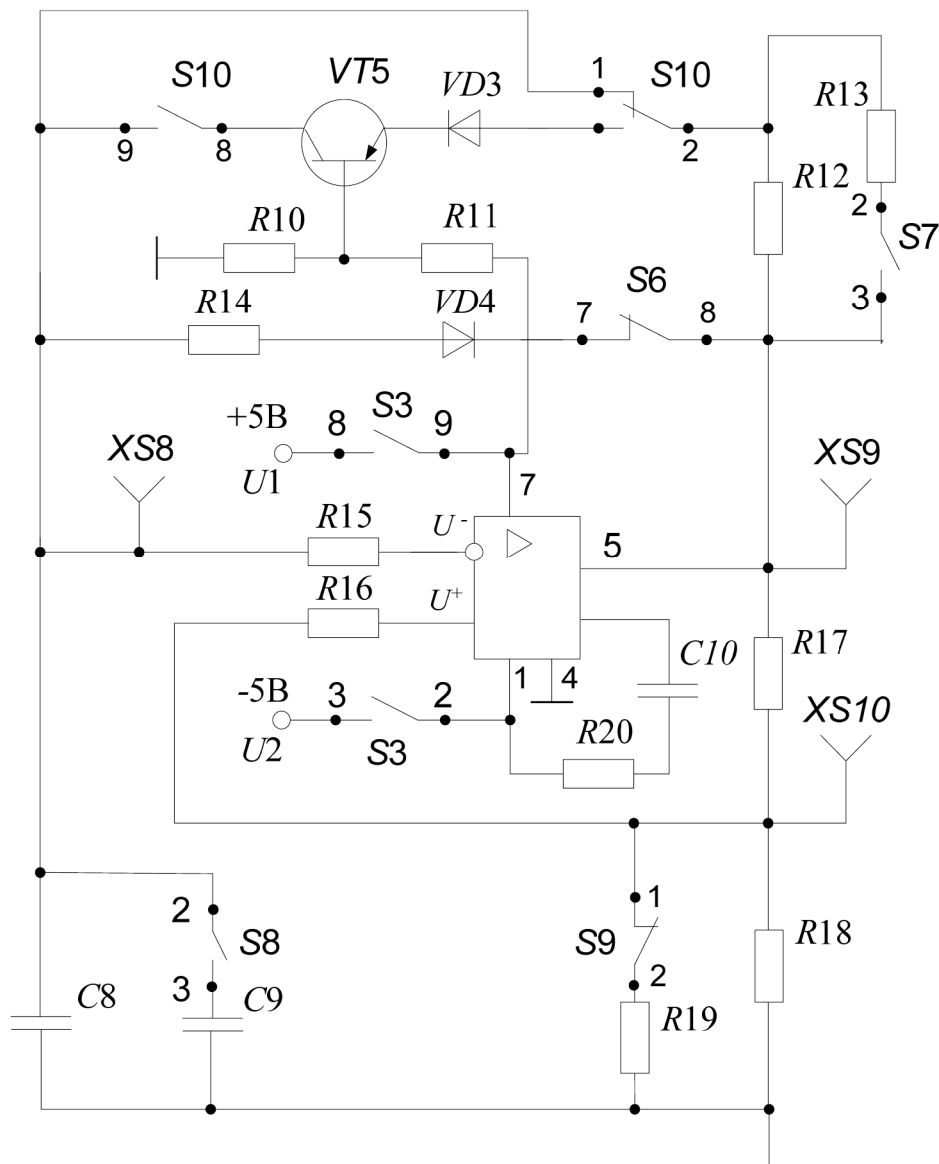 S10
VT5
VD3
1
S10
R13
9
8
2
R12
2
R10
R11
S7
S6
3
R14
VD4
7
8
+5В
8
S3
9
XS8
U1
XS9
7
R15
U -
5
R16
U+
C10
R17
-5В
3
2
1
4
XS10
U2
S3
R20
2
1
S8
S9
R18
3
2
C8
C9
R19